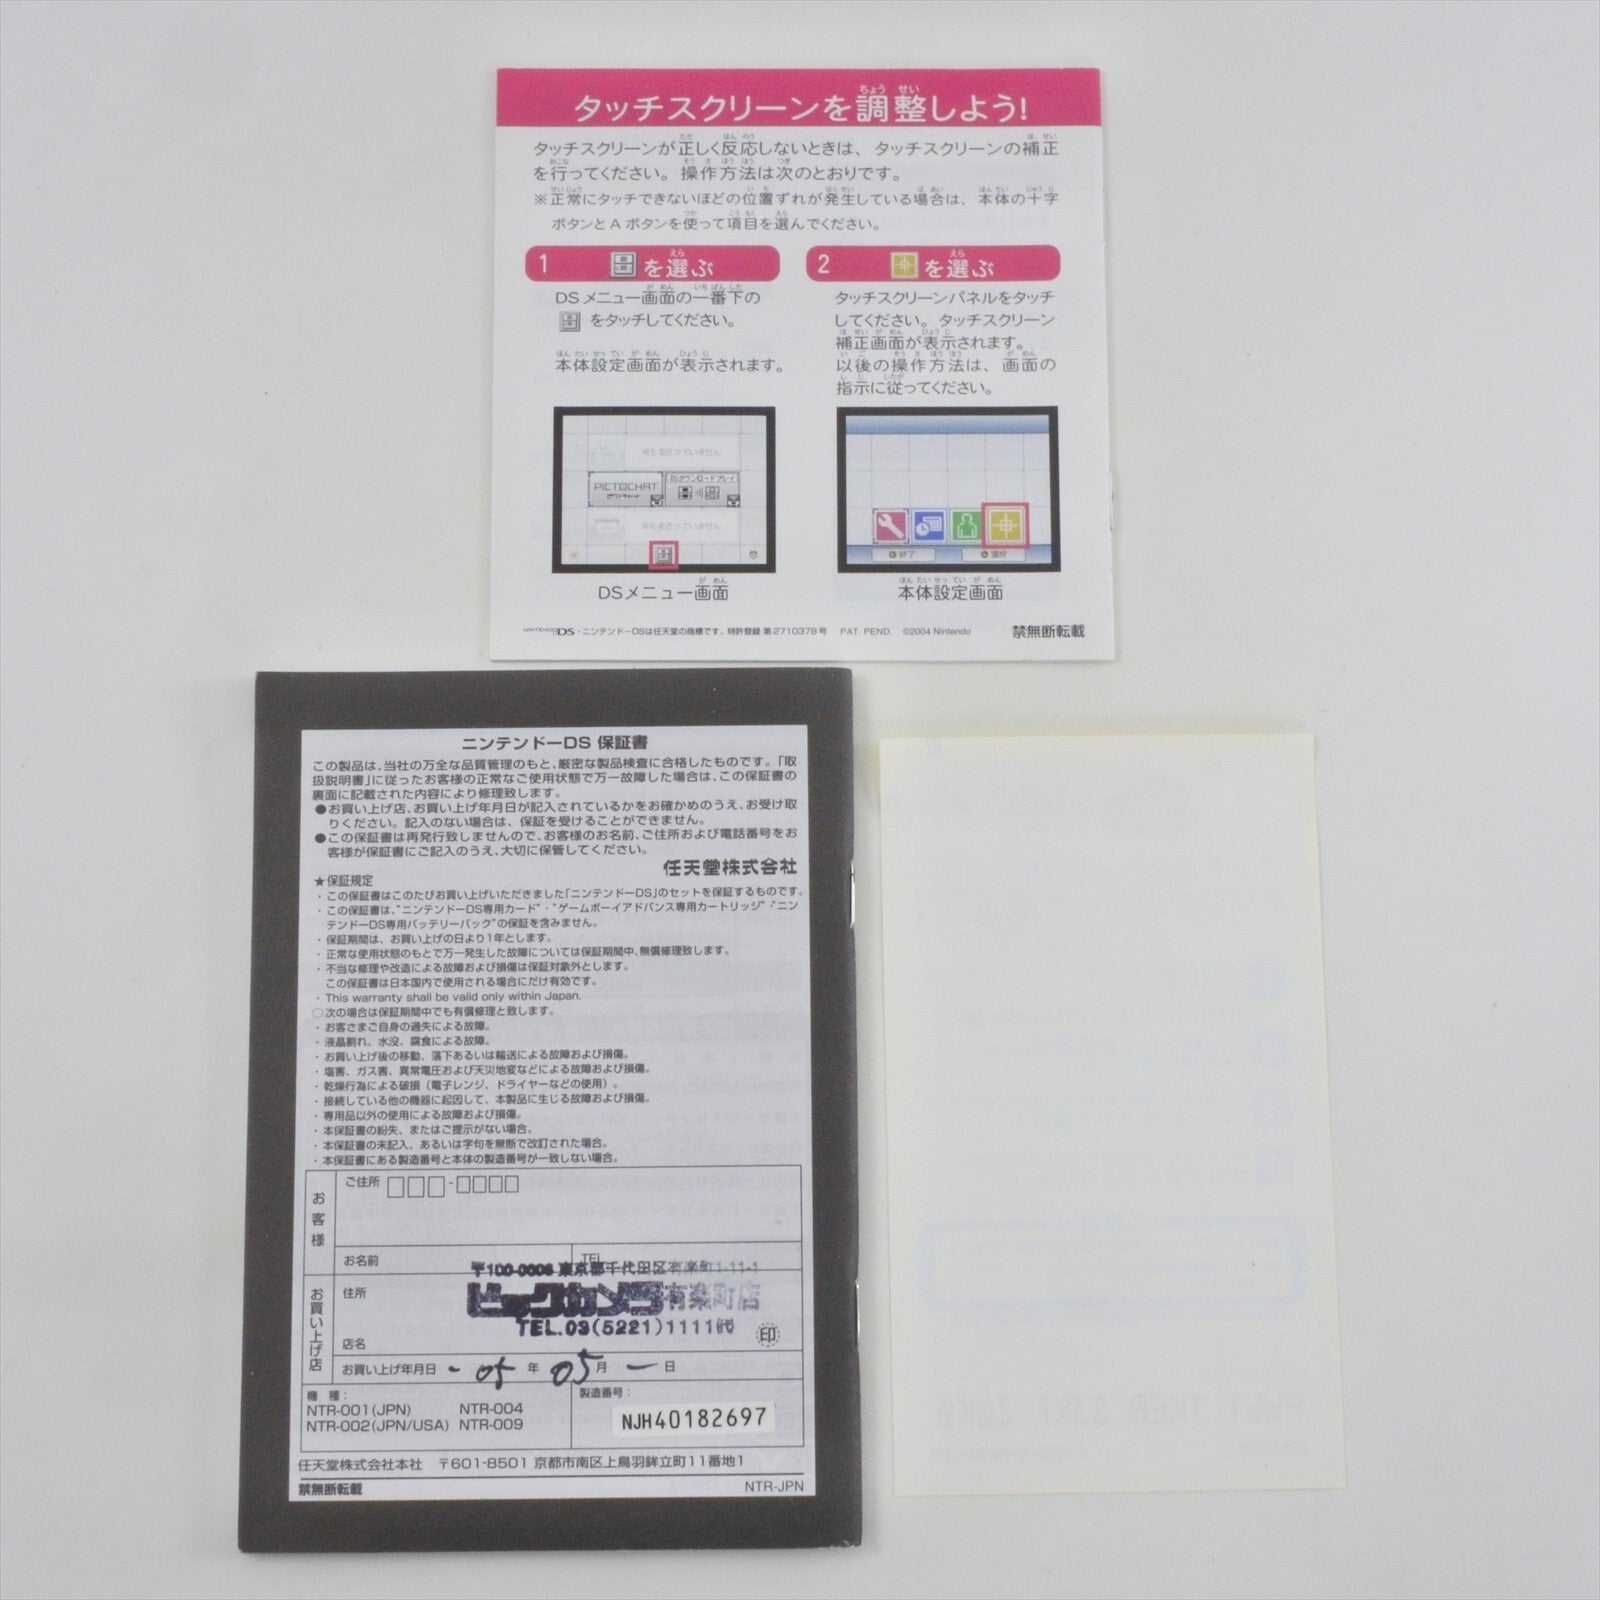 タッチスクリーンを調整しよう!
タッチスクリーンが正しく反応しないときは、タッチスクリーンの補正
を行ってください。操作方法は次のとおりです。
※正常にタッチできないほどの位置ずれが発生している場合は、本体の十字
ボタンとAボタンを使って項目を選んでください。
1 を選ぶ
DSメニュー画面の一番下の
をタッチしてください。
本体設定画面が表示されます。
PICTOCHAT
DSダウンロードプレイ
DSメニュー画面
2 を選ぶ
タッチスクリーンパネルをタッチ
してください。タッチスクリーン
補正画面が表示されます。
以後の操作方法は、画面の
指示に従ってください。
終了 選択
本体設定画面
NINTENDO DS・ニンテンドーDSは任天堂の商標です。特許登録 第2710378号 PAT. PEND. ©2004 Nintendo 禁無断転載
ニンテンドーDS 保証書
この製品は、当社の万全な品質管理のもと、厳密な製品検査に合格したものです。「取
扱説明書」に従ったお客様の正常なご使用状態で万一故障した場合は、この保証書の
裏面に記載された内容により修理致します。
●お買い上げ店、お買い上げ年月日が記入されているかをお確かめのうえ、お受け取
りください。記入のない場合は、保証を受けることができません。
●この保証書は再発行致しませんので、お客様のお名前、ご住所および電話番号をお
客様が保証書にご記入のうえ、大切に保管してください。
任天堂株式会社
★保証規定
・この保証書はこのたびお買い上げいただきました「ニンテンドーDS」のセットを保証するものです。
・この保証書は、"ニンテンドーDS専用カード"・"ゲームボーイアドバンス専用カートリッジ"・"ニン
テンドーDS専用バッテリーパック"の保証を含みません。
・保証期間は、お買い上げの日より1年とします。
・正常な使用状態のもとで万一発生した故障については保証期間中、無償修理致します。
・不当な修理や改造による故障および損傷は保証対象外とします。
この保証書は日本国内で使用される場合にだけ有効です。
・This warranty shall be valid only within Japan.
○次の場合は保証期間中でも有償修理と致します。
・お客さまご自身の過失による故障。
・液晶割れ、水没、腐食による故障。
・お買い上げ後の移動、落下あるいは輸送による故障および損傷。
・塩害、ガス害、異常電圧および天災地変などによる故障および損傷。
・乾燥行為による破損（電子レンジ、ドライヤーなどの使用）。
・接続している他の機器に起因して、本製品に生じる故障および損傷。
・専用品以外の使用による故障および損傷。
・本保証書の紛失、またはご提示がない場合。
・本保証書の未記入、あるいは字句を無断で改訂された場合。
・本保証書にある製造番号と本体の製造番号が一致しない場合。
お客様
ご住所 □□□-□□□□
お名前 TEL
お買い上げ店
〒100-0006 東京都千代田区有楽町1-11-1
住所
ビックカメラ有楽町店
TEL.03(5221)1111代
店名 印
お買い上げ年月日 05 年 05 月 日
機 種: 製造番号:
NTR-001(JPN) NTR-004
NTR-002(JPN/USA) NTR-009
NJH40182697
任天堂株式会社本社 〒601-8501 京都市南区上鳥羽鉾立町11番地1
禁無断転載 NTR-JPN